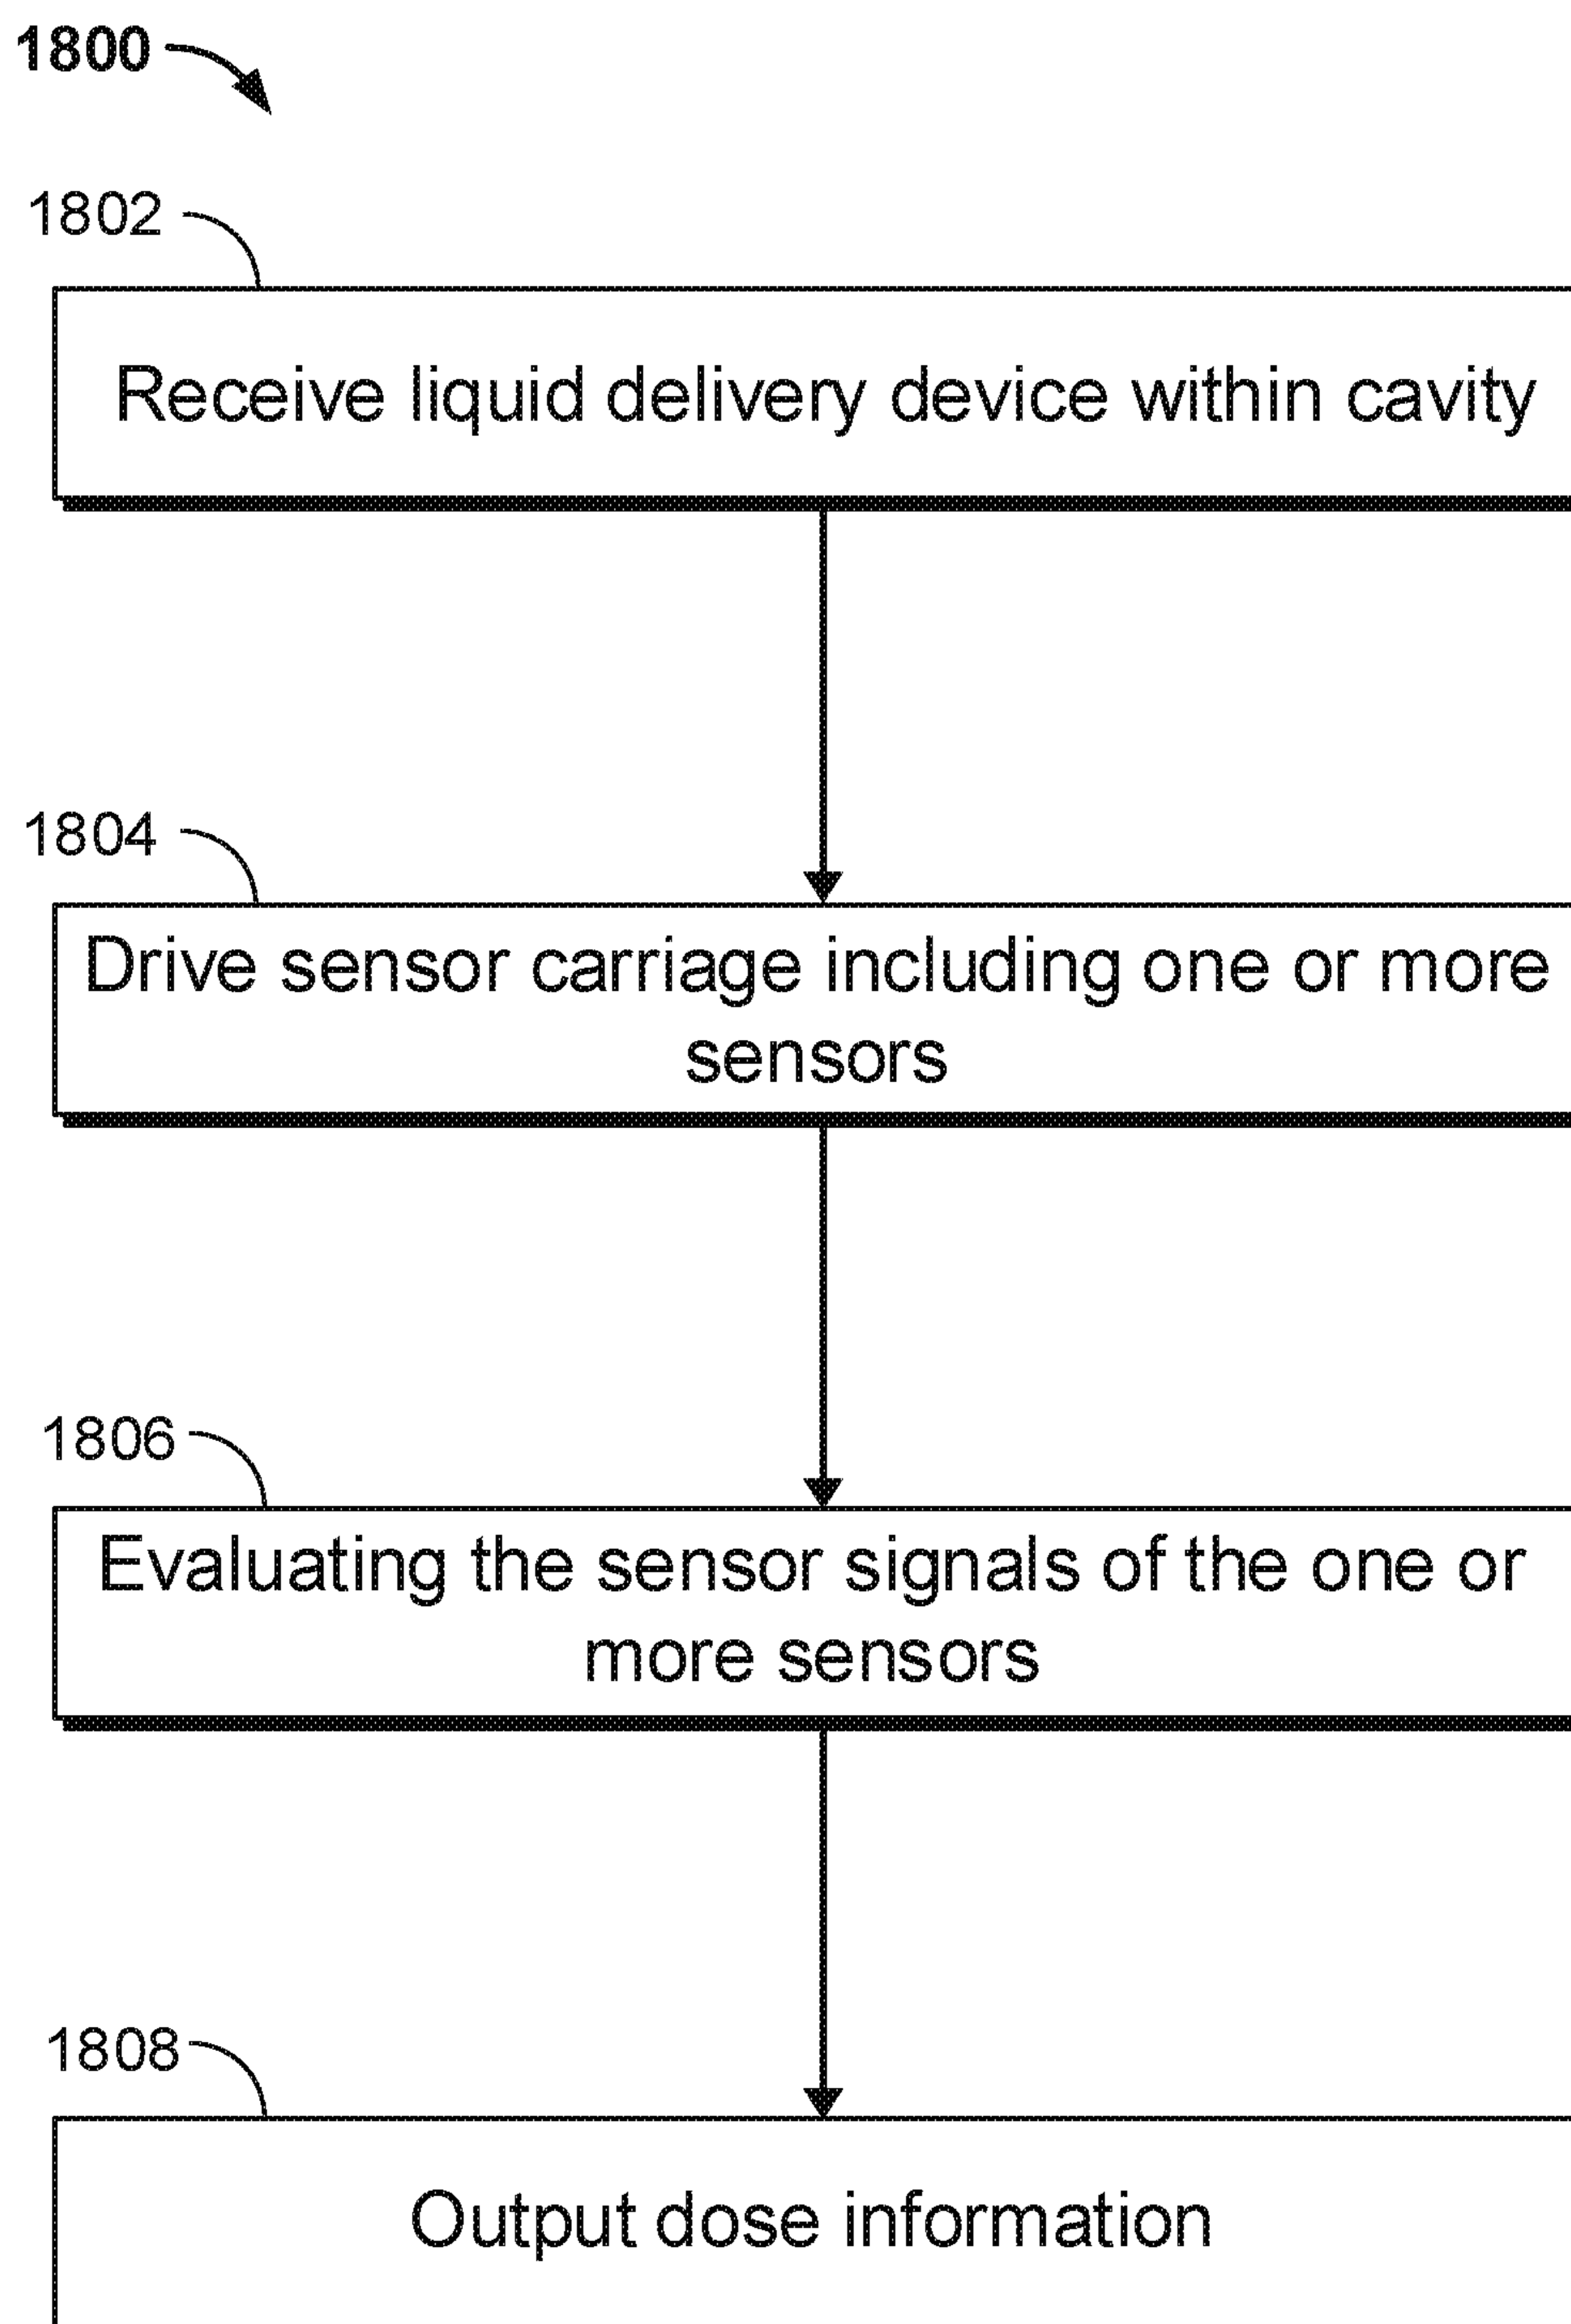 1800
1802
Receive liquid delivery device within cavity
1804
Drive sensor carriage including one or more
sensors
1806
Evaluating the sensor signals of the one or
more sensors
1808
Output dose information